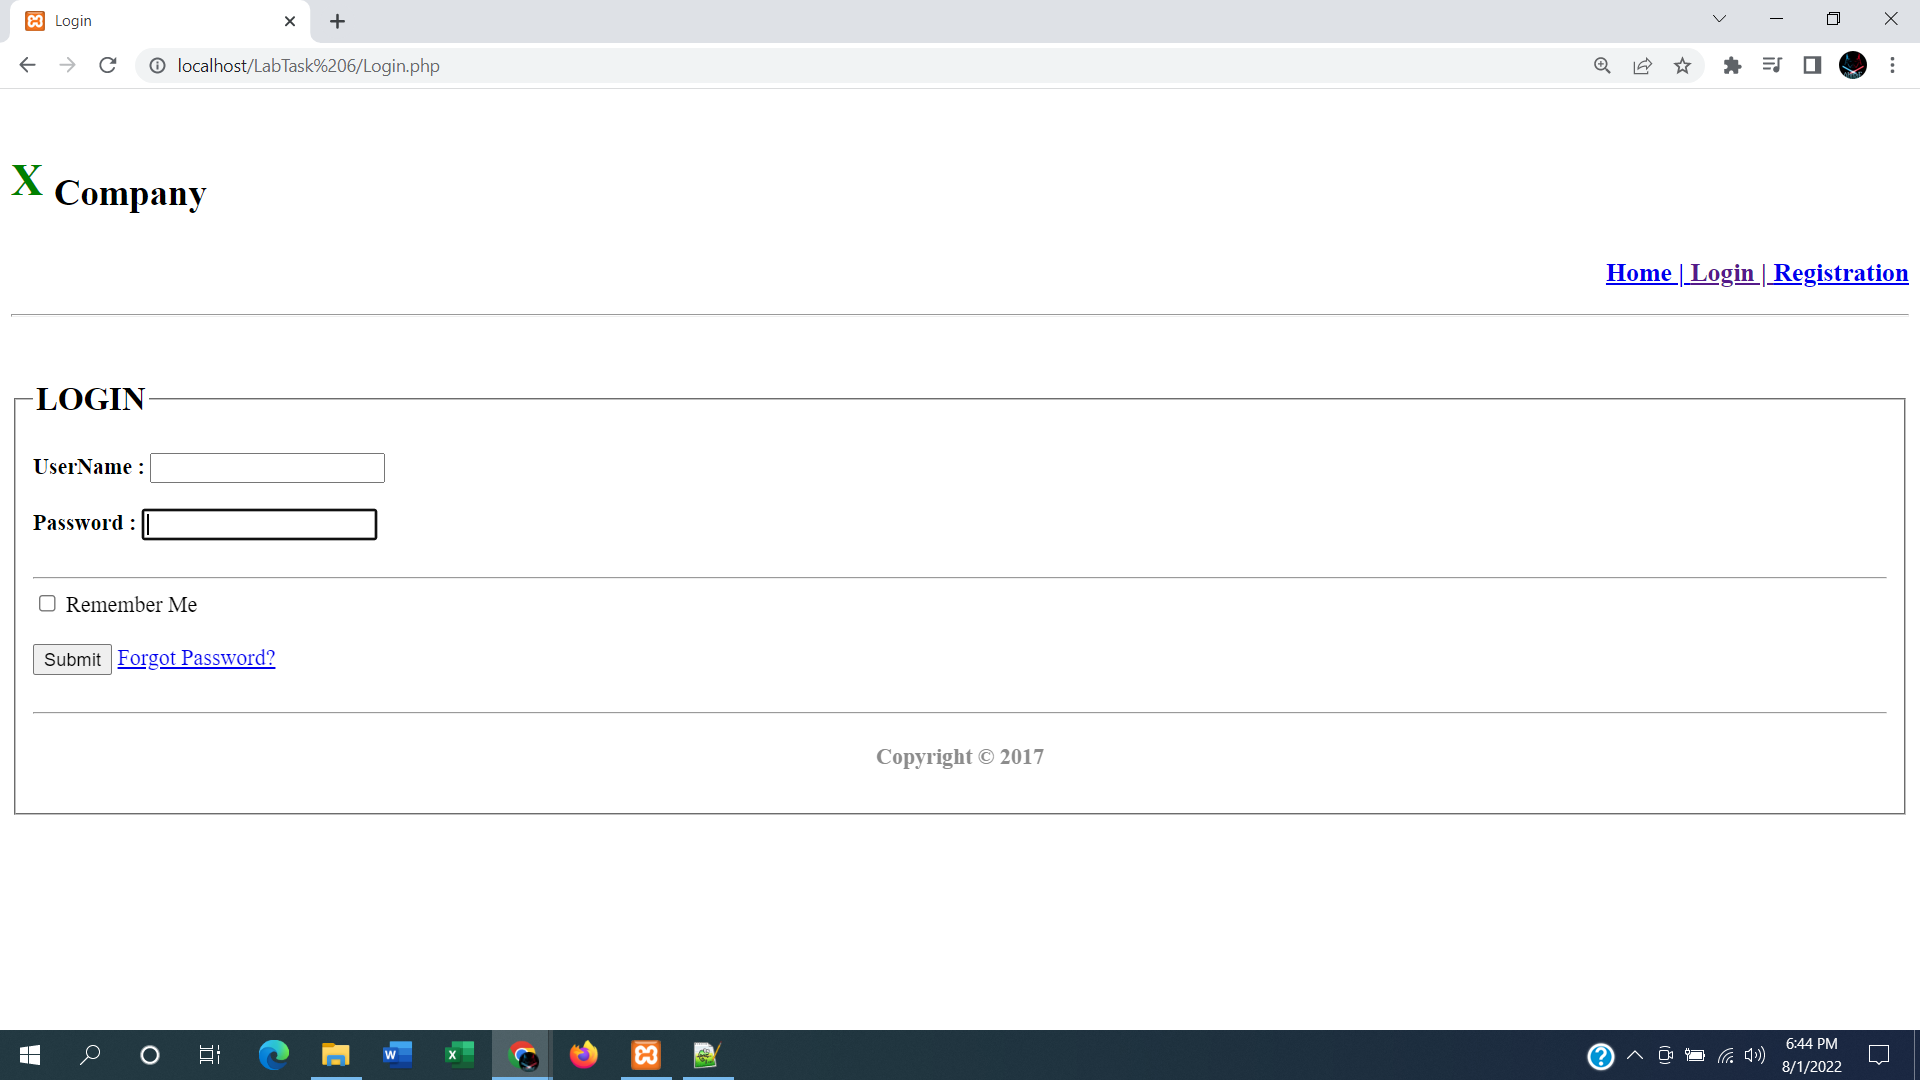 Login
localhost/LabTask%206/Login.php
X Company
Home | Login | Registration
LOGIN
UserName :
Password :
Remember Me
Submit Forgot Password?
Copyright © 2017
6:44 PM
8/1/2022